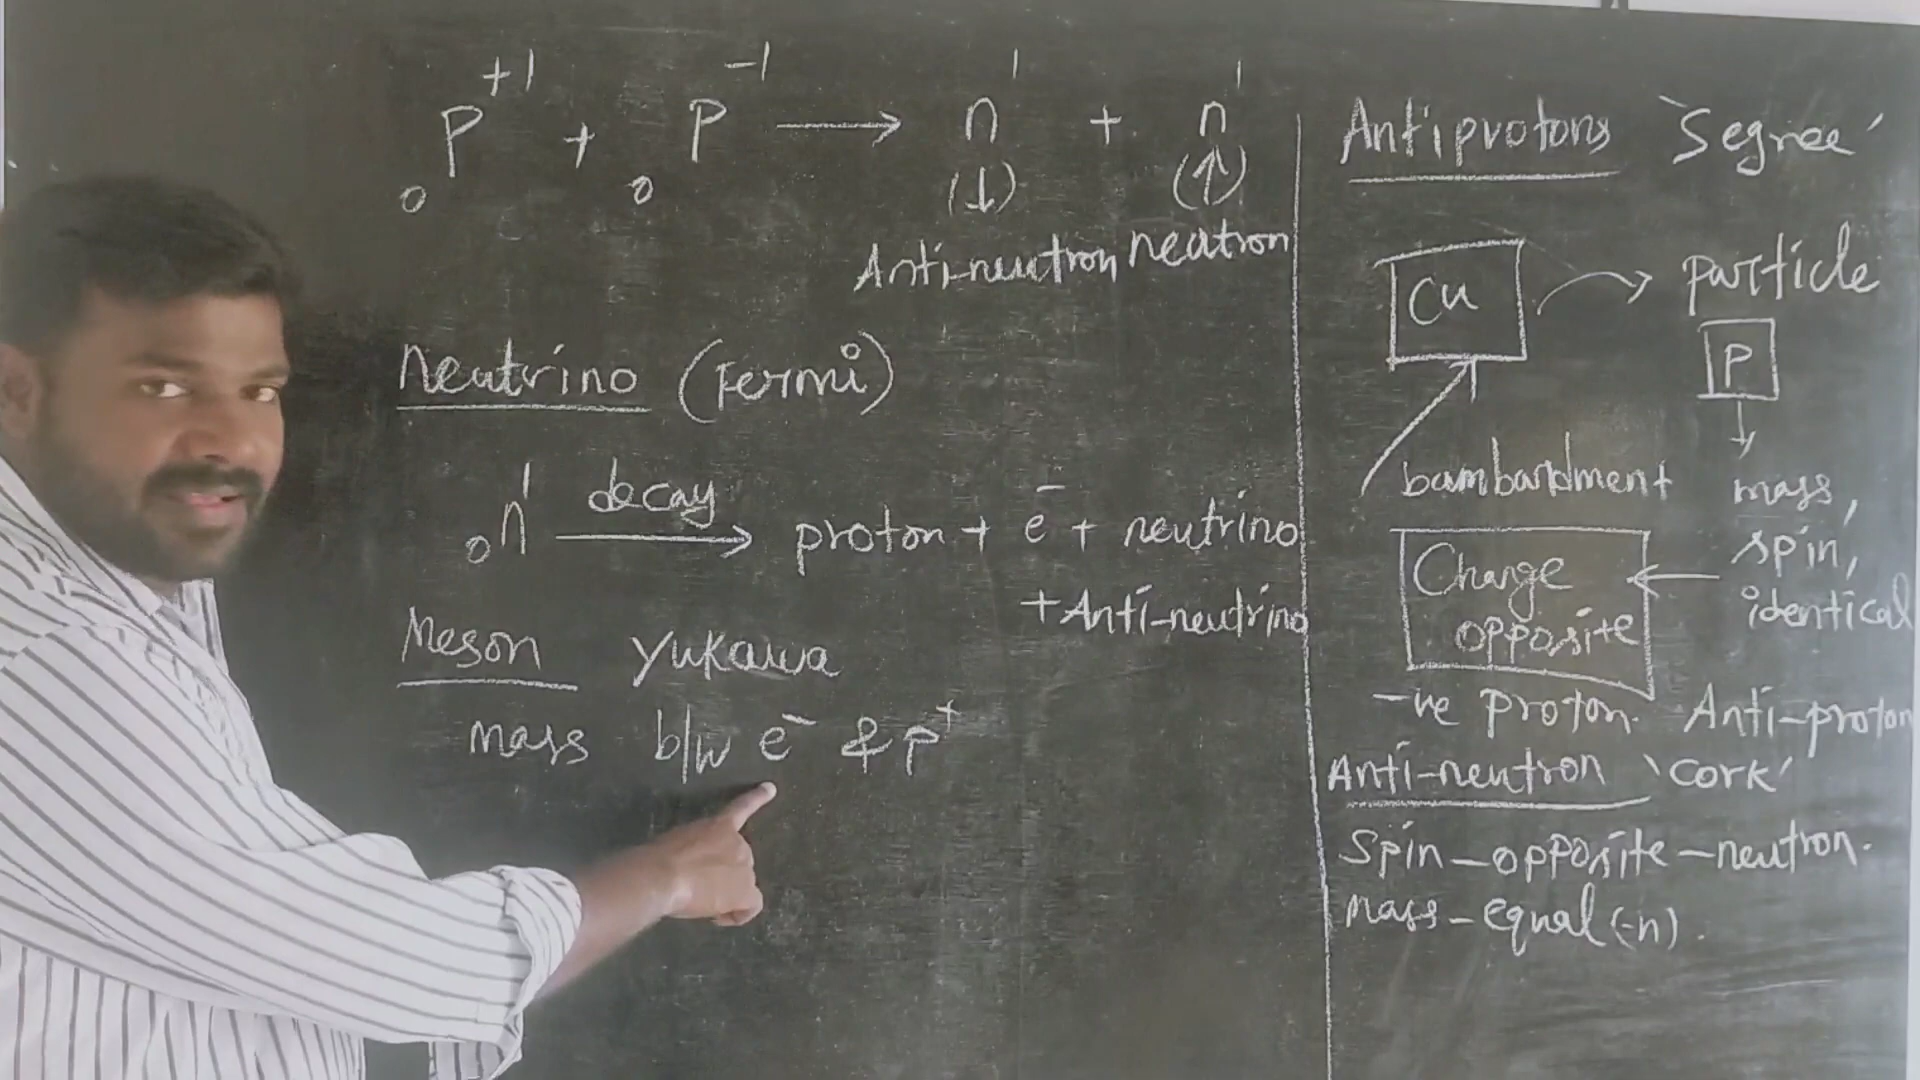 ₀P⁺¹ + ₀P⁻¹ → n¹ + n¹
(↓) (↑)
Anti-neutron neutron
Neutrino (Fermi)
₀n¹ decay → proton + e⁻ + neutrino
+ Anti-neutrino
Meson Yukawa
mass b/w e⁻ & p⁺
Antiprotons 'Segree'
Cu → particle
P
bambardment
mass,
spin,
identical
Charge
opposite
-ve proton. Anti-proton
Anti-neutron 'Cork'
Spin-opposite-neutron.
Mass-equal (-n).